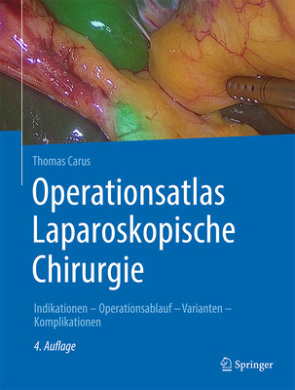 Thomas Carus
Operationsatlas
Laparoskopische
Chirurgie
Indikationen – Operationsablauf – Varianten –
Komplikationen
4. Auflage
Springer